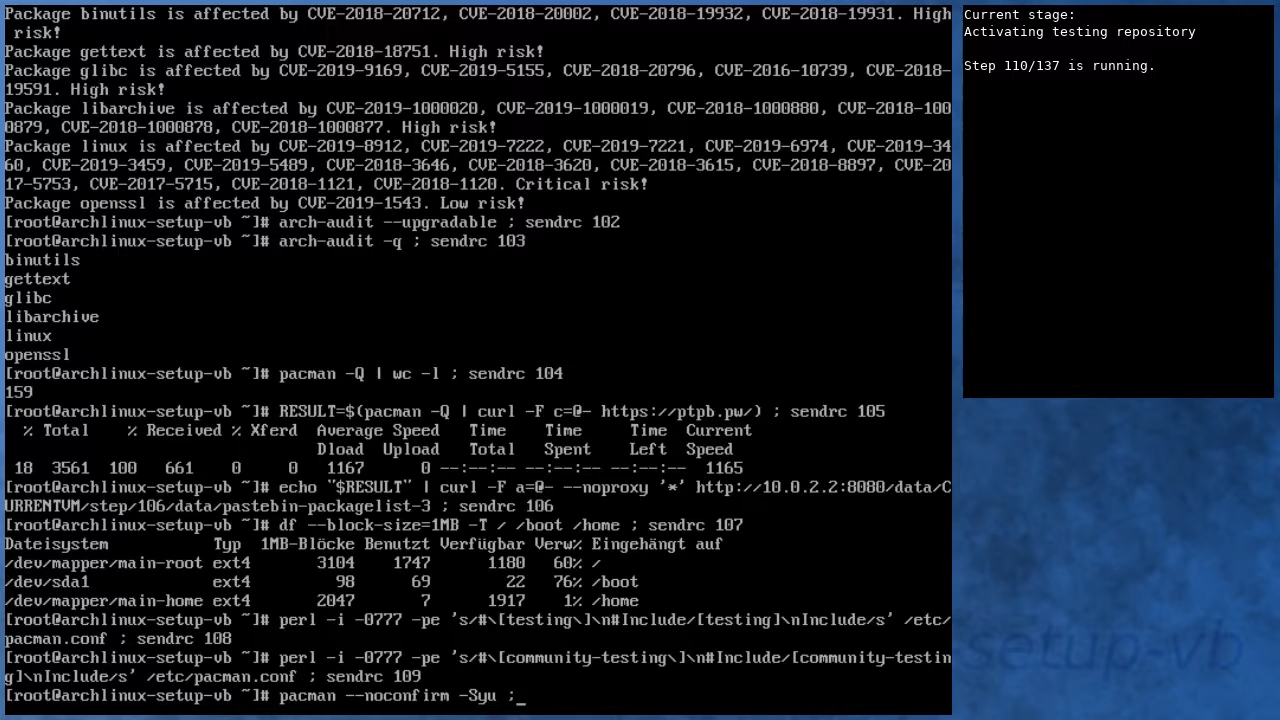 Package binutils is affected by CVE-2018-20712, CVE-2018-20002, CVE-2018-19932, CVE-2018-19931. High
 risk!
Package gettext is affected by CVE-2018-18751. High risk!
Package glibc is affected by CVE-2019-9169, CVE-2019-5155, CVE-2018-20796, CVE-2016-10739, CVE-2018-
19591. High risk!
Package libarchive is affected by CVE-2019-1000020, CVE-2019-1000019, CVE-2018-1000880, CVE-2018-100
0879, CVE-2018-1000878, CVE-2018-1000877. High risk!
Package linux is affected by CVE-2019-8912, CVE-2019-7222, CVE-2019-7221, CVE-2019-6974, CVE-2019-34
60, CVE-2019-3459, CVE-2019-5489, CVE-2018-3646, CVE-2018-3620, CVE-2018-3615, CVE-2018-8897, CVE-20
17-5753, CVE-2017-5715, CVE-2018-1121, CVE-2018-1120. Critical risk!
Package openssl is affected by CVE-2019-1543. Low risk!
[root@archlinux-setup-vb ~]# arch-audit --upgradable ; sendrc 102
[root@archlinux-setup-vb ~]# arch-audit -q ; sendrc 103
binutils
gettext
glibc
libarchive
linux
openssl
[root@archlinux-setup-vb ~]# pacman -Q | wc -l ; sendrc 104
159
[root@archlinux-setup-vb ~]# RESULT=$(pacman -Q | curl -F c=@- https://ptpb.pw/) ; sendrc 105
  % Total    % Received % Xferd  Average Speed   Time    Time     Time  Current
                                 Dload  Upload   Total   Spent    Left  Speed
 18  3561  100   661    0     0   1167      0 --:--:-- --:--:-- --:--:--  1165
[root@archlinux-setup-vb ~]# echo "$RESULT" | curl -F a=@- --noproxy '*' http://10.0.2.2:8080/data/C
URRENTVM/step/106/data/pastebin-packagelist-3 ; sendrc 106
[root@archlinux-setup-vb ~]# df --block-size=1MB -T / /boot /home ; sendrc 107
Dateisystem           Typ  1MB-Blöcke Benutzt Verfügbar Verw% Eingehängt auf
/dev/mapper/main-root ext4       3104    1747      1180   60% /
/dev/sda1             ext4         98      69        22   76% /boot
/dev/mapper/main-home ext4       2047       7      1917    1% /home
[root@archlinux-setup-vb ~]# perl -i -0777 -pe 's/#\[testing\]\n#Include/[testing]\nInclude/s' /etc/
pacman.conf ; sendrc 108
[root@archlinux-setup-vb ~]# perl -i -0777 -pe 's/#\[community-testing\]\n#Include/[community-testin
g]\nInclude/s' /etc/pacman.conf ; sendrc 109
[root@archlinux-setup-vb ~]# pacman --noconfirm -Syu ;_
Current stage:
Activating testing repository
Step 110/137 is running.
setup-vb